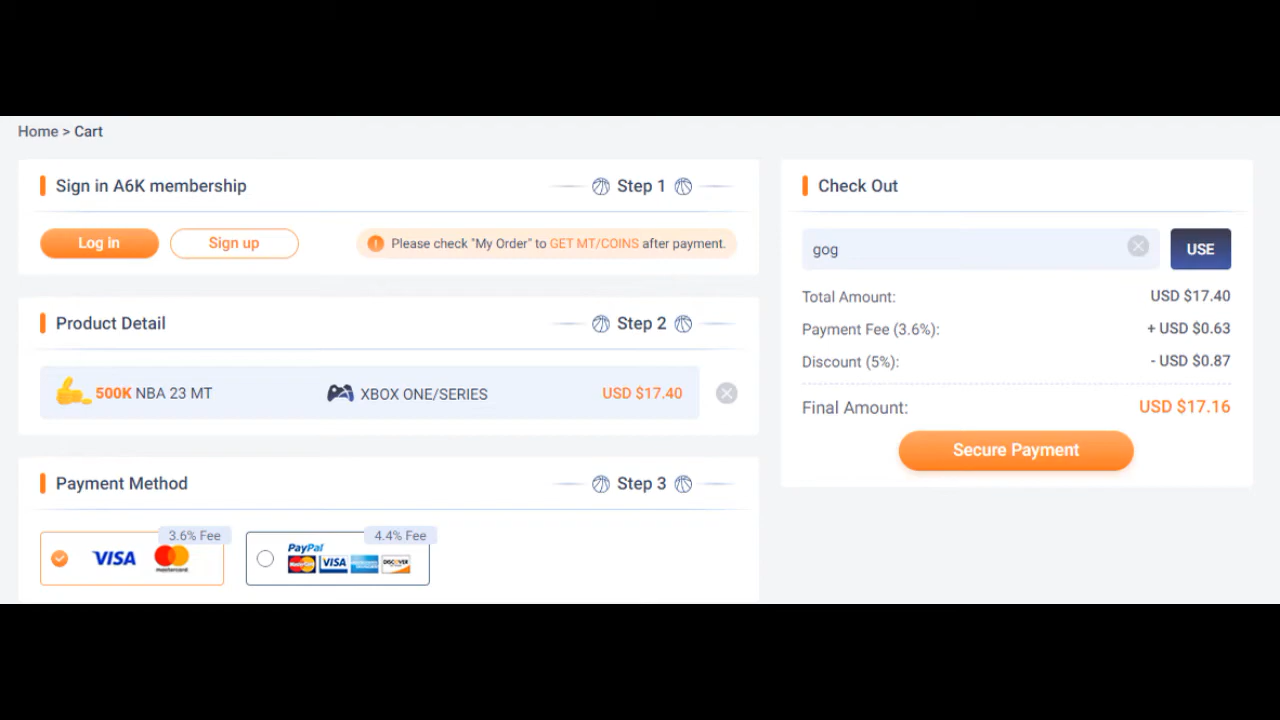 Home > Cart
Sign in A6K membership
Step 1
Log in
Sign up
! Please check "My Order" to GET MT/COINS after payment.
Product Detail
Step 2
500K NBA 23 MT
XBOX ONE/SERIES
USD $17.40
Payment Method
Step 3
3.6% Fee
VISA
mastercard
4.4% Fee
PayPal
MasterCard
VISA
DISCOVER
Check Out
gog
USE
Total Amount:
USD $17.40
Payment Fee (3.6%):
+ USD $0.63
Discount (5%):
- USD $0.87
Final Amount:
USD $17.16
Secure Payment